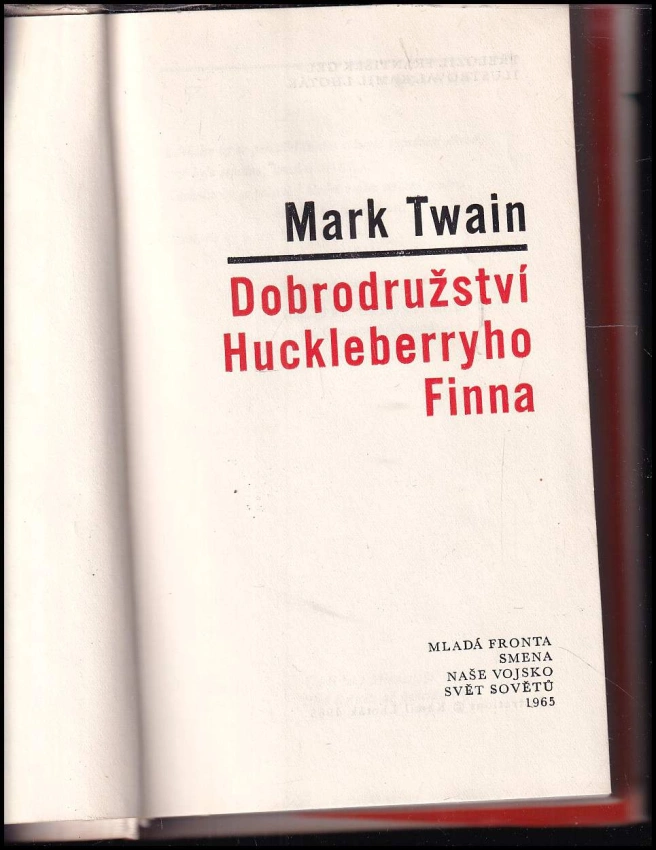 Mark Twain
Dobrodružství
Huckleberryho
Finna
MLADÁ FRONTA
SMENA
NAŠE VOJSKO
SVĚT SOVĚTŮ
1965